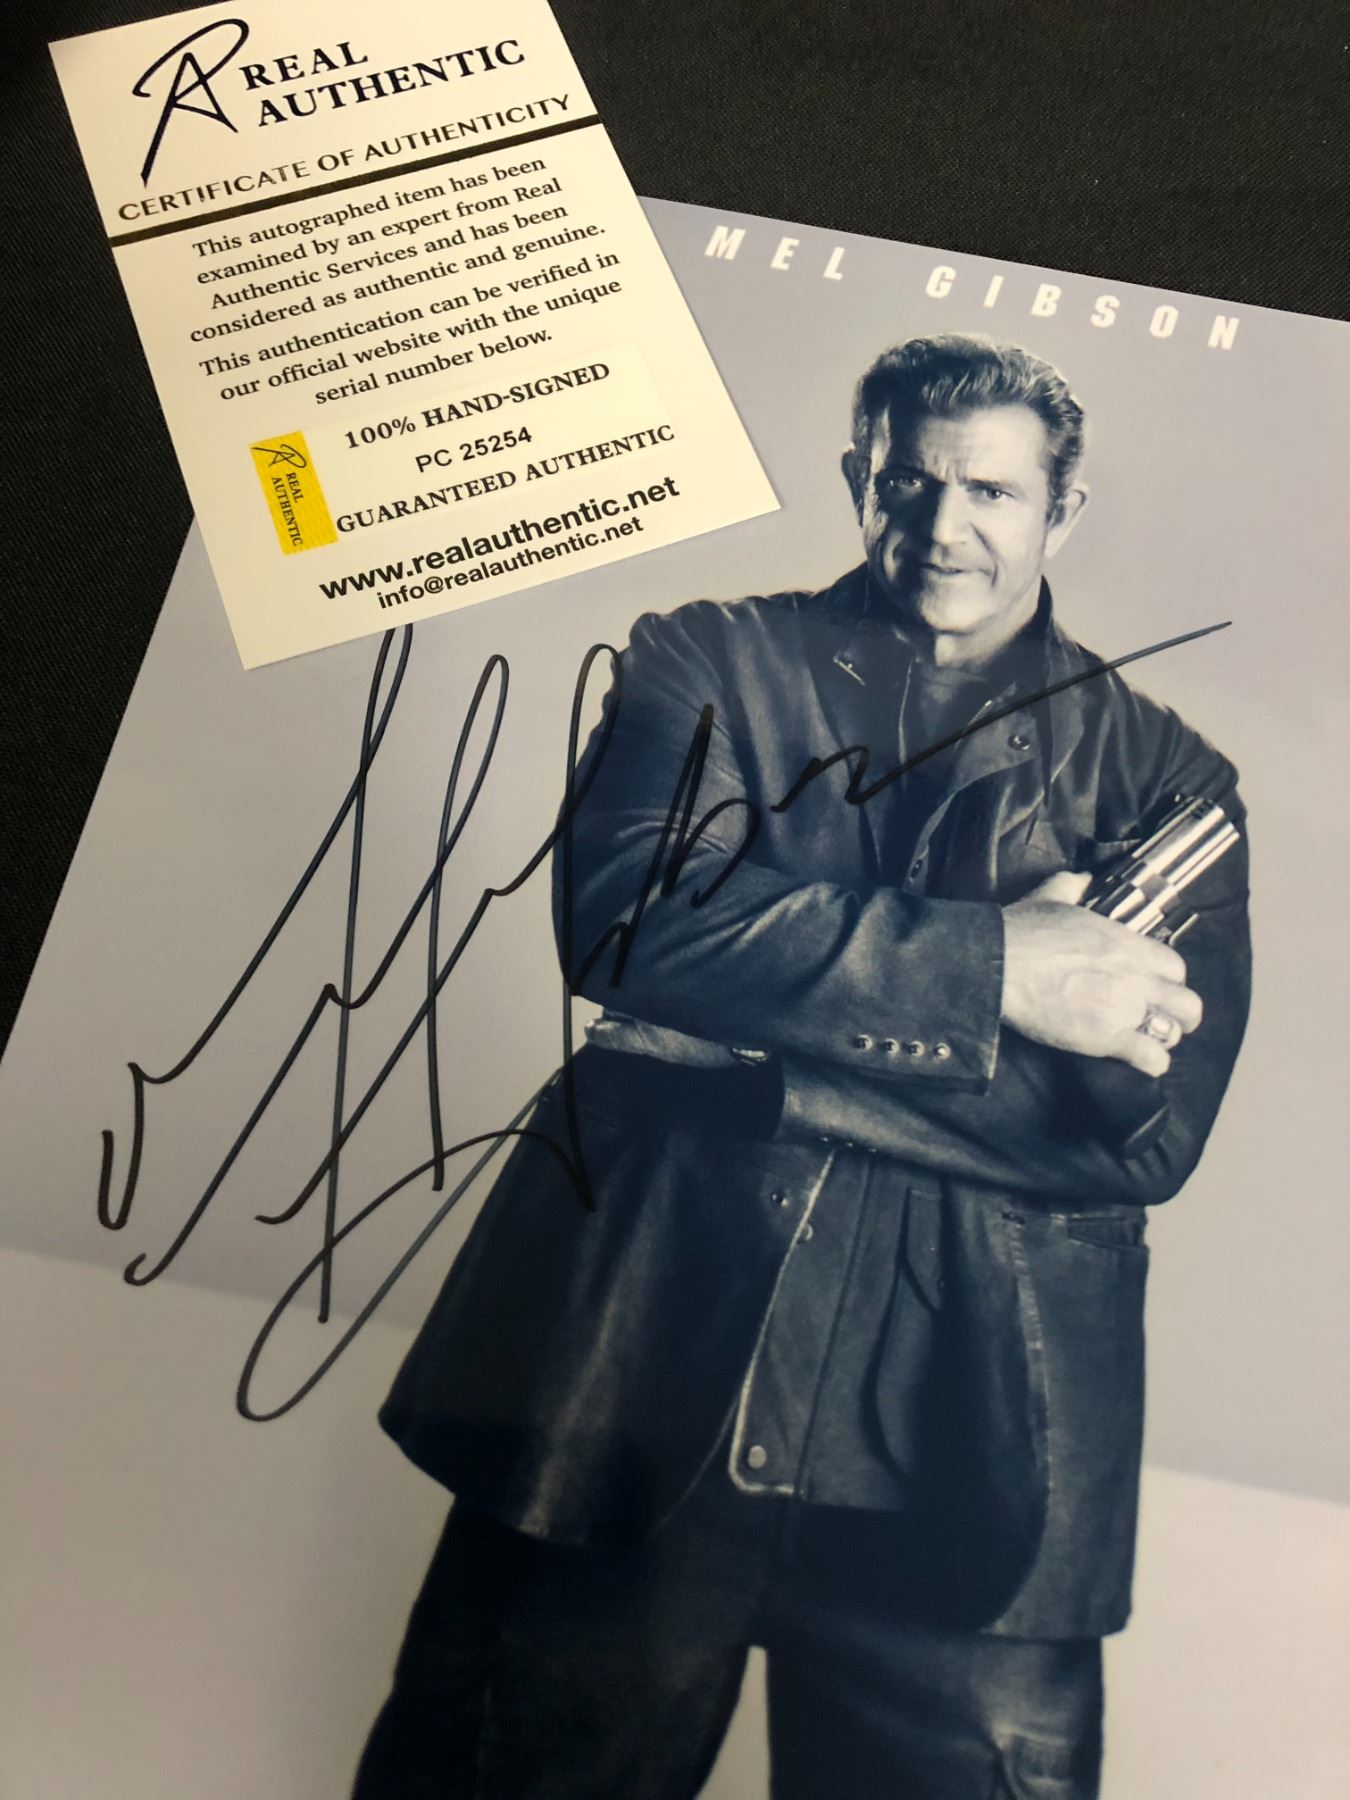 REAL
AUTHENTIC
CERTIFICATE OF AUTHENTICITY
This autographed item has been
examined by an expert from Real
Authentic Services and has been
considered as authentic and genuine.
This authentication can be verified in
our official website with the unique
serial number below.
100% HAND-SIGNED
PC 25254
GUARANTEED AUTHENTIC
REAL
AUTHENTIC
www.realauthentic.net
info@realauthentic.net
MEL GIBSON